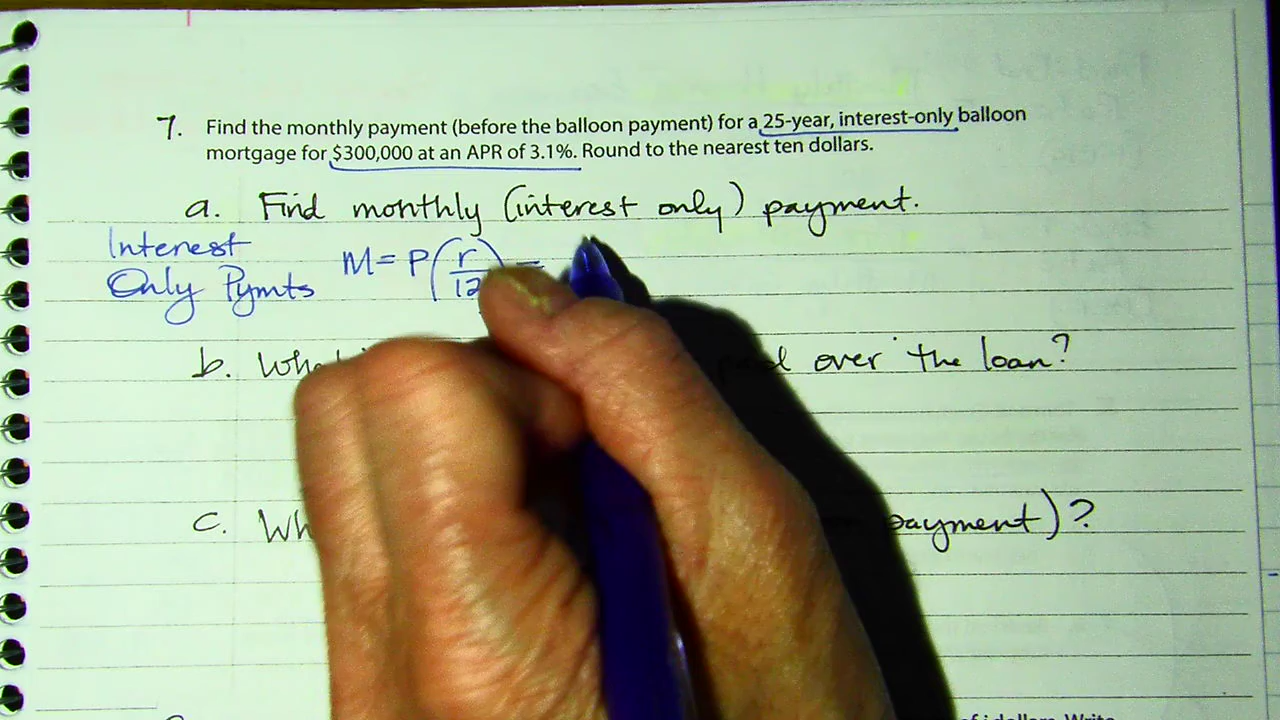 7. Find the monthly payment (before the balloon payment) for a 25-year, interest-only balloon
mortgage for $300,000 at an APR of 3.1%. Round to the nearest ten dollars.
a. Find monthly (interest only) payment.
Interest
Only Pymts M = P(r/12) =
b. over the loan?
c. payment)?